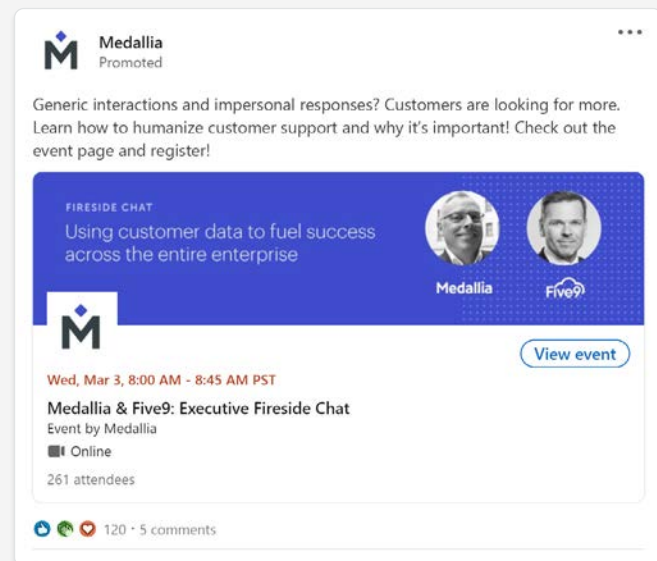 Medallia
Promoted
Generic interactions and impersonal responses? Customers are looking for more.
Learn how to humanize customer support and why it's important! Check out the
event page and register!
FIRESIDE CHAT
Using customer data to fuel success
across the entire enterprise
Medallia
Five9
View event
Wed, Mar 3, 8:00 AM - 8:45 AM PST
Medallia & Five9: Executive Fireside Chat
Event by Medallia
Online
261 attendees
120 · 5 comments